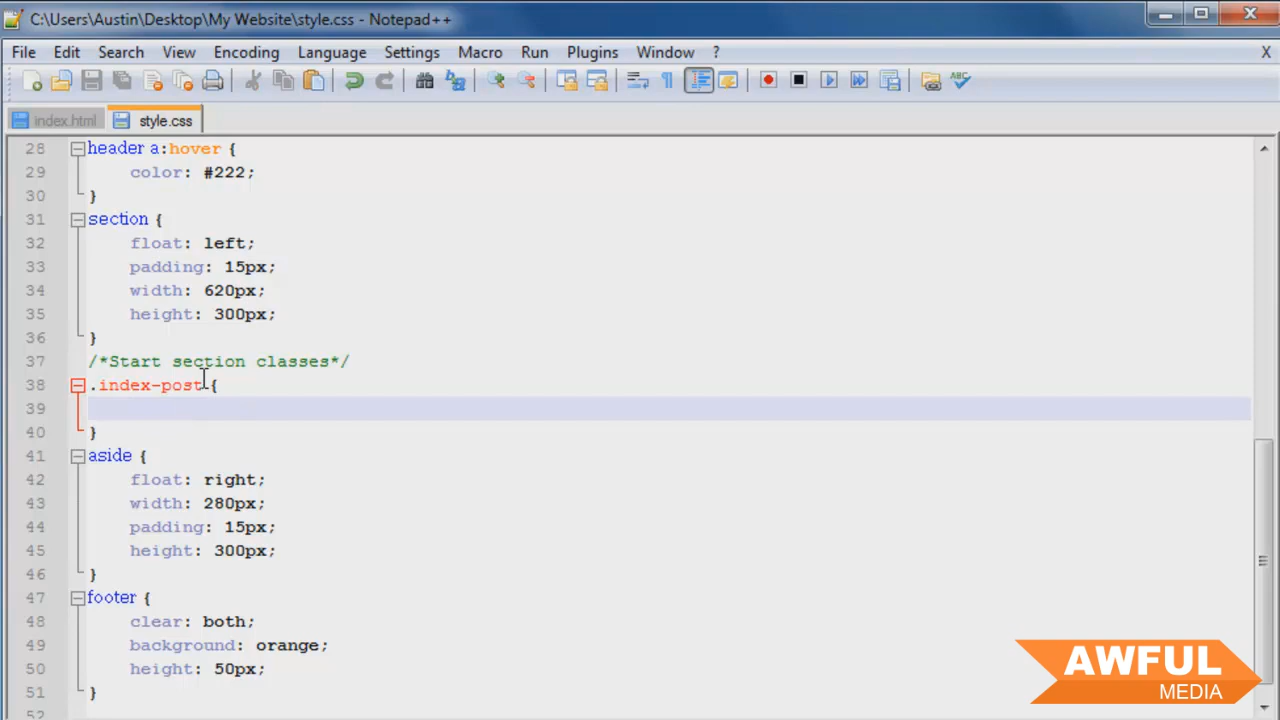 C:\Users\Austin\Desktop\My Website\style.css - Notepad++
File Edit Search View Encoding Language Settings Macro Run Plugins Window ? X
index.html style.css
28 header a:hover {
29 color: #222;
30 }
31 section {
32 float: left;
33 padding: 15px;
34 width: 620px;
35 height: 300px;
36 }
37 /*Start section classes*/
38 .index-post {
39
40 }
41 aside {
42 float: right;
43 width: 280px;
44 padding: 15px;
45 height: 300px;
46 }
47 footer {
48 clear: both;
49 background: orange;
50 height: 50px;
51 }
52
AWFUL
MEDIA